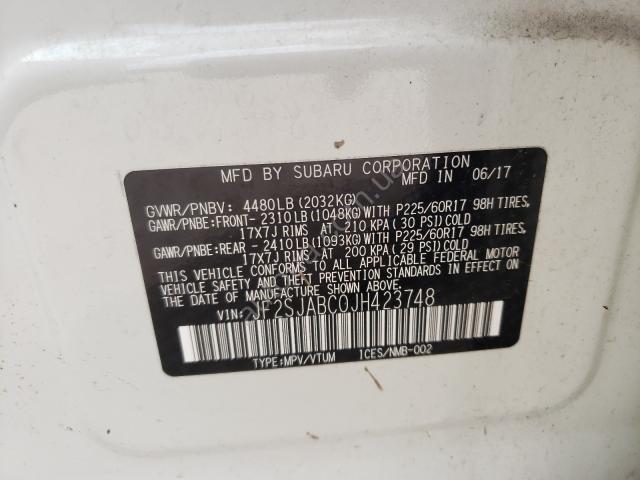 MFD BY SUBARU CORPORATION MFD IN 06/17
GVWR/PNBV: 4480LB(2032KG)
GAWR/PNBE:FRONT- 2310LB(1048KG)WITH P225/60R17 98H TIRES,
17X7J RIMS AT 210 KPA(30 PSI)COLD
GAWR/PNBE:REAR - 2410LB(1093KG)WITH P225/60R17 98H TIRES,
17X7J RIMS AT 200 KPA(29 PSI)COLD
THIS VEHICLE CONFORMS TO ALL APPLICABLE FEDERAL MOTOR
VEHICLE SAFETY AND THEFT PREVENTION STANDARDS IN EFFECT
ON THE DATE OF MANUFACTURE SHOWN ABOVE.
VIN: JF2SJABC0JH423748
TYPE:MPV/VTUM ICES/NMB-002